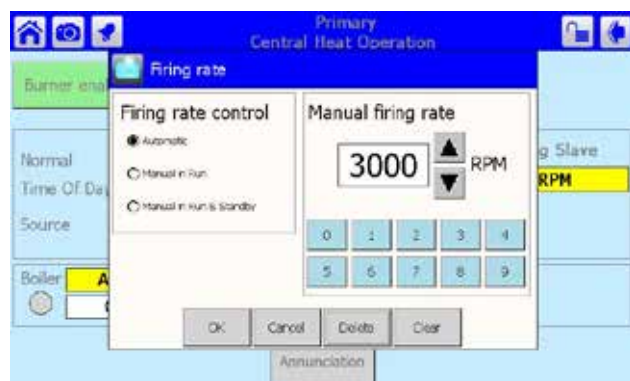 Primary
Central Heat Operation
Burner ena
Firing rate
Firing rate control
Automatic
Manual in Run
Manual in Run & Standby
Manual firing rate
3000 RPM
0 1 2 3 4
5 6 7 8 9
OK Cancel Delete Clear
Normal
Time Of Day
Source
g Slave
RPM
Boiler A
Annunciation